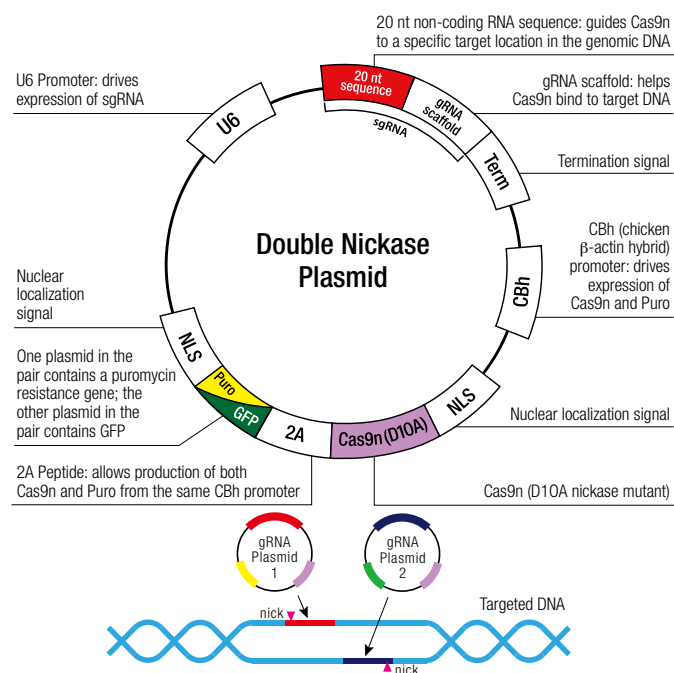 20 nt non-coding RNA sequence: guides Cas9n
to a specific target location in the genomic DNA
U6 Promoter: drives
expression of sgRNA
gRNA scaffold: helps
Cas9n bind to target DNA
20 nt
sequence
gRNA
scaffold
sgRNA
U6
Term
Termination signal
Double Nickase
Plasmid
CBh (chicken
β-actin hybrid)
promoter: drives
expression of
Cas9n and Puro
CBh
Nuclear
localization
signal
NLS
One plasmid in the
pair contains a puromycin
resistance gene; the
other plasmid in the
pair contains GFP
Puro
GFP
2A
Cas9n (D10A)
NLS
Nuclear localization signal
2A Peptide: allows production of both
Cas9n and Puro from the same CBh promoter
Cas9n (D10A nickase mutant)
gRNA
Plasmid
1
gRNA
Plasmid
2
nick
Targeted DNA
nick